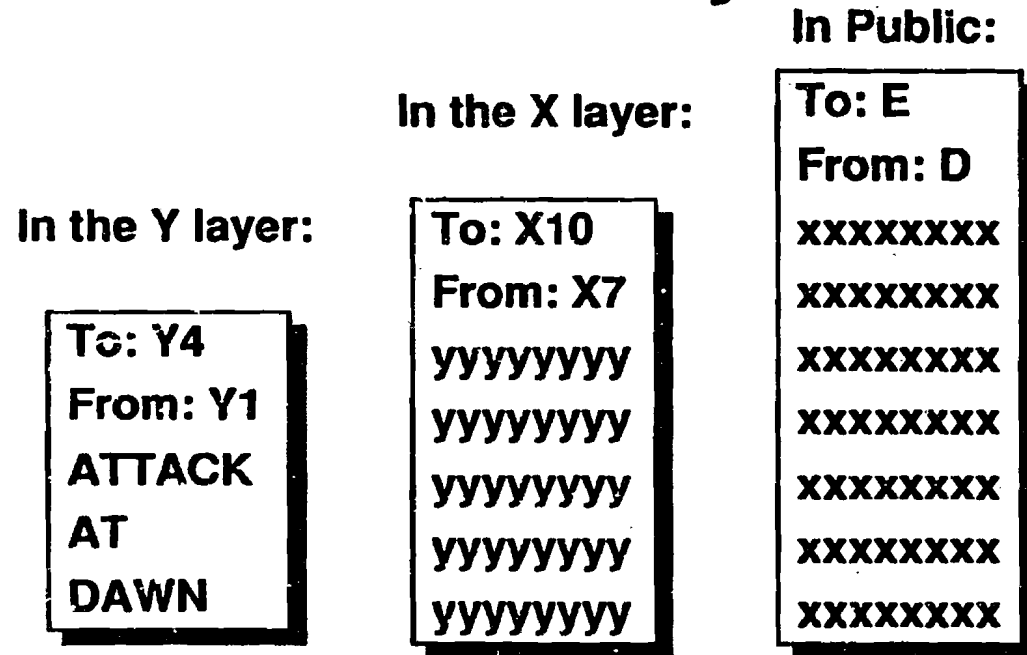 In the Y layer:
To: Y4
From: Y1
ATTACK
AT
DAWN
In the X layer:
To: X10
From: X7
yyyyyyyy
yyyyyyyy
yyyyyyyy
yyyyyyyy
yyyyyyyy
In Public:
To: E
From: D
xxxxxxxx
xxxxxxxx
xxxxxxxx
xxxxxxxx
xxxxxxxx
xxxxxxxx
xxxxxxxx